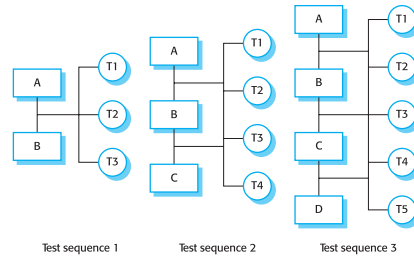 A
B
T1
T2
T3
Test sequence 1
A
B
C
T1
T2
T3
T4
Test sequence 2
A
B
C
D
T1
T2
T3
T4
T5
Test sequence 3